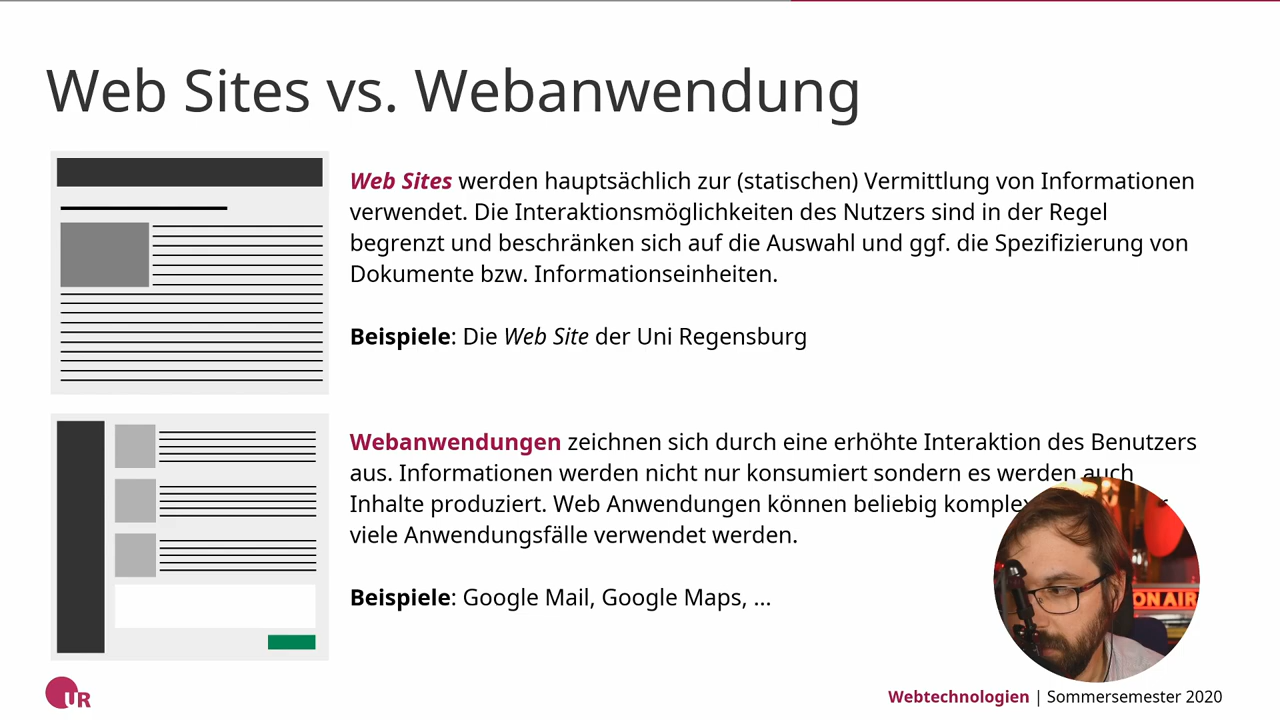 Web Sites vs. Webanwendung
Web Sites werden hauptsächlich zur (statischen) Vermittlung von Informationen
verwendet. Die Interaktionsmöglichkeiten des Nutzers sind in der Regel
begrenzt und beschränken sich auf die Auswahl und ggf. die Spezifizierung von
Dokumente bzw. Informationseinheiten.
Beispiele: Die Web Site der Uni Regensburg
Webanwendungen zeichnen sich durch eine erhöhte Interaktion des Benutzers
aus. Informationen werden nicht nur konsumiert sondern es werden auch
Inhalte produziert. Web Anwendungen können beliebig
viele Anwendungsfälle verwendet werden.
Beispiele: Google Mail, Google Maps, ...
ON AIR
UR
Webtechnologien | Sommersemester 2020